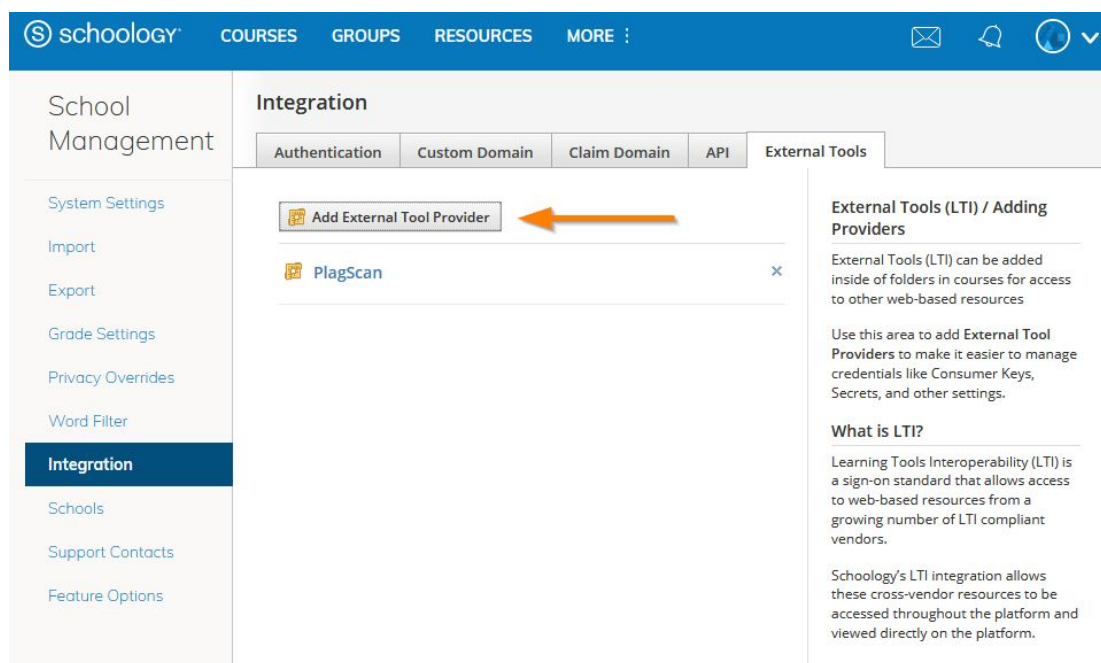 schoology COURSES GROUPS RESOURCES MORE
School
Management
System Settings
Import
Export
Grade Settings
Privacy Overrides
Word Filter
Integration
Schools
Support Contacts
Feature Options
Integration
Authentication Custom Domain Claim Domain API External Tools
Add External Tool Provider
PlagScan
External Tools (LTI) / Adding
Providers
External Tools (LTI) can be added
inside of folders in courses for access
to other web-based resources
Use this area to add External Tool
Providers to make it easier to manage
credentials like Consumer Keys,
Secrets, and other settings.
What is LTI?
Learning Tools Interoperability (LTI) is
a sign-on standard that allows access
to web-based resources from a
growing number of LTI compliant
vendors.
Schoology's LTI integration allows
these cross-vendor resources to be
accessed throughout the platform and
viewed directly on the platform.